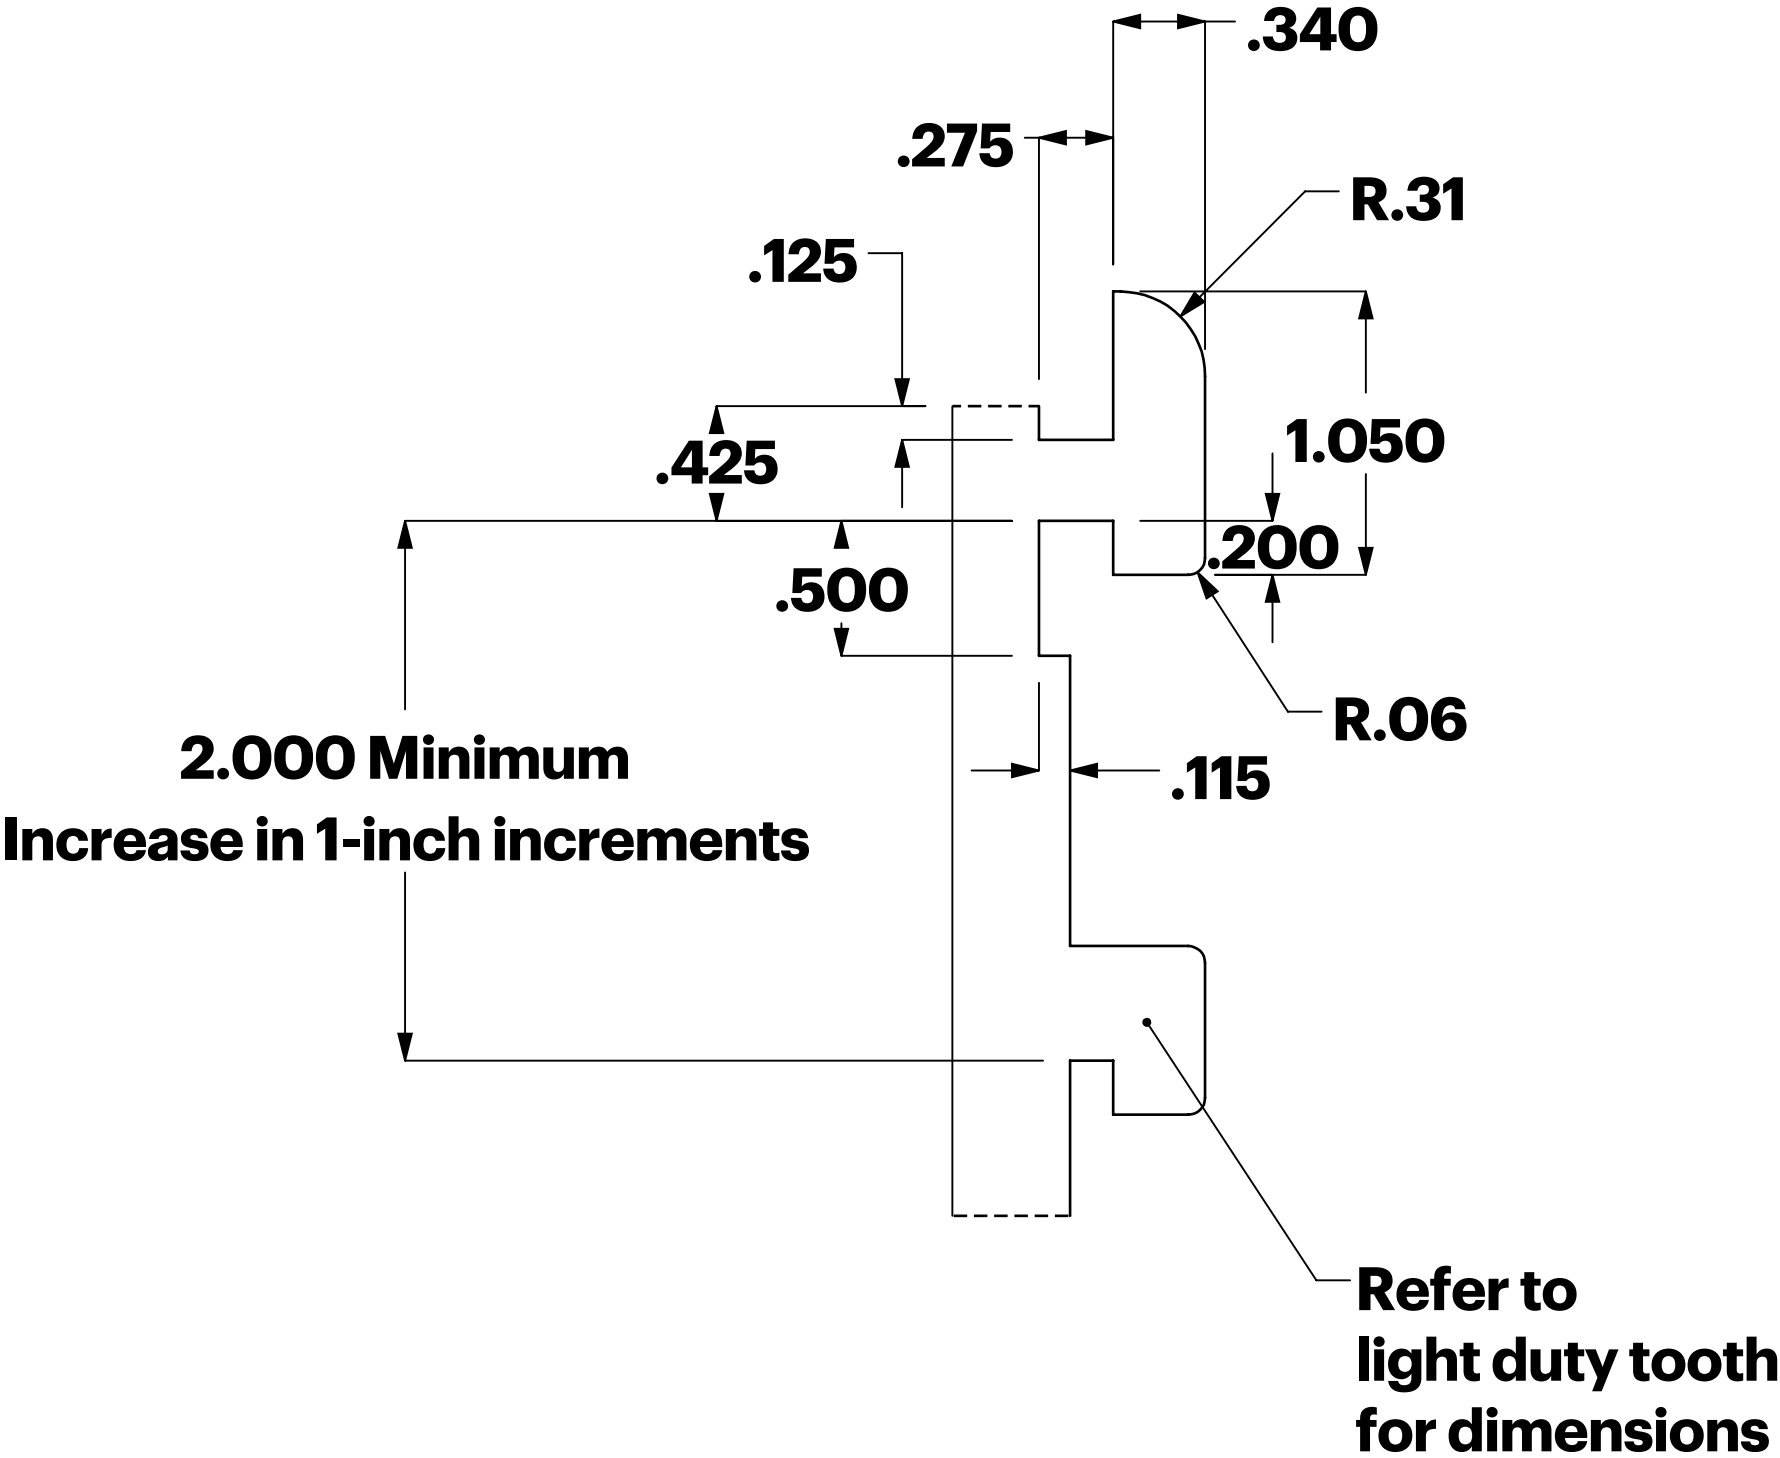 .340
.275
R.31
.125
1.050
.425
.200
.500
R.06
2.000 Minimum
.115
Increase in 1-inch increments
Refer to
light duty tooth
for dimensions